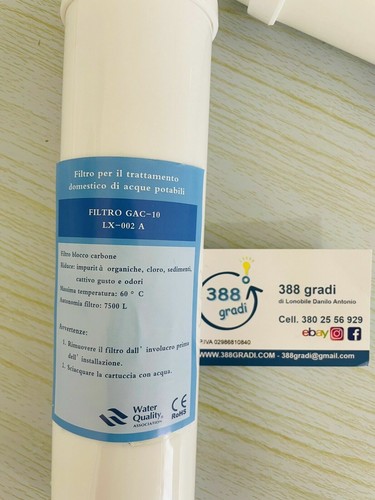 Filtro per il trattamento
domestico di acque potabili
FILTRO GAC-10
LX-002 A
Filtro blocco carbone
Riduce: impurità organiche, cloro, sedimenti,
cattivo gusto e odori
Massima temperatura: 60 ° C
Autonomia filtro: 7500 L
Avvertenze:
1. Rimuovere il filtro dall' involucro prima
dell' installazione.
2. Sciacquare la cartuccia con acqua.
Water
Quality
ASSOCIATION
CE
RoHS
388
gradi
388 gradi
di Lonobile Danilo Antonio
Cell. 380 25 56 929
ebay
P.IVA 02966810840
WWW.388GRADI.COM - 388gradi@gmail.com